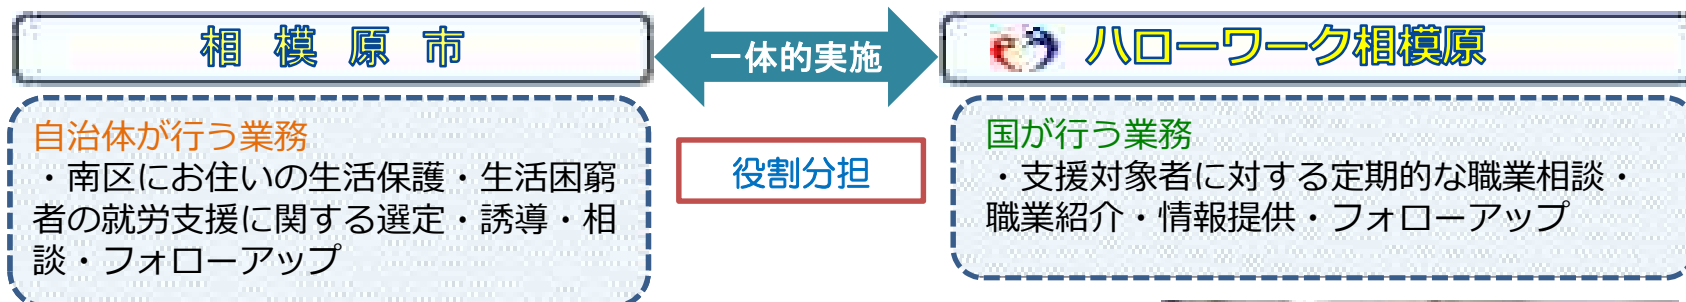 相模原市
一体的実施
ハローワーク相模原
自治体が行う業務
・南区にお住いの生活保護・生活困窮
者の就労支援に関する選定・誘導・相
談・フォローアップ
役割分担
国が行う業務
・支援対象者に対する定期的な職業相談・
職業紹介・情報提供・フォローアップ